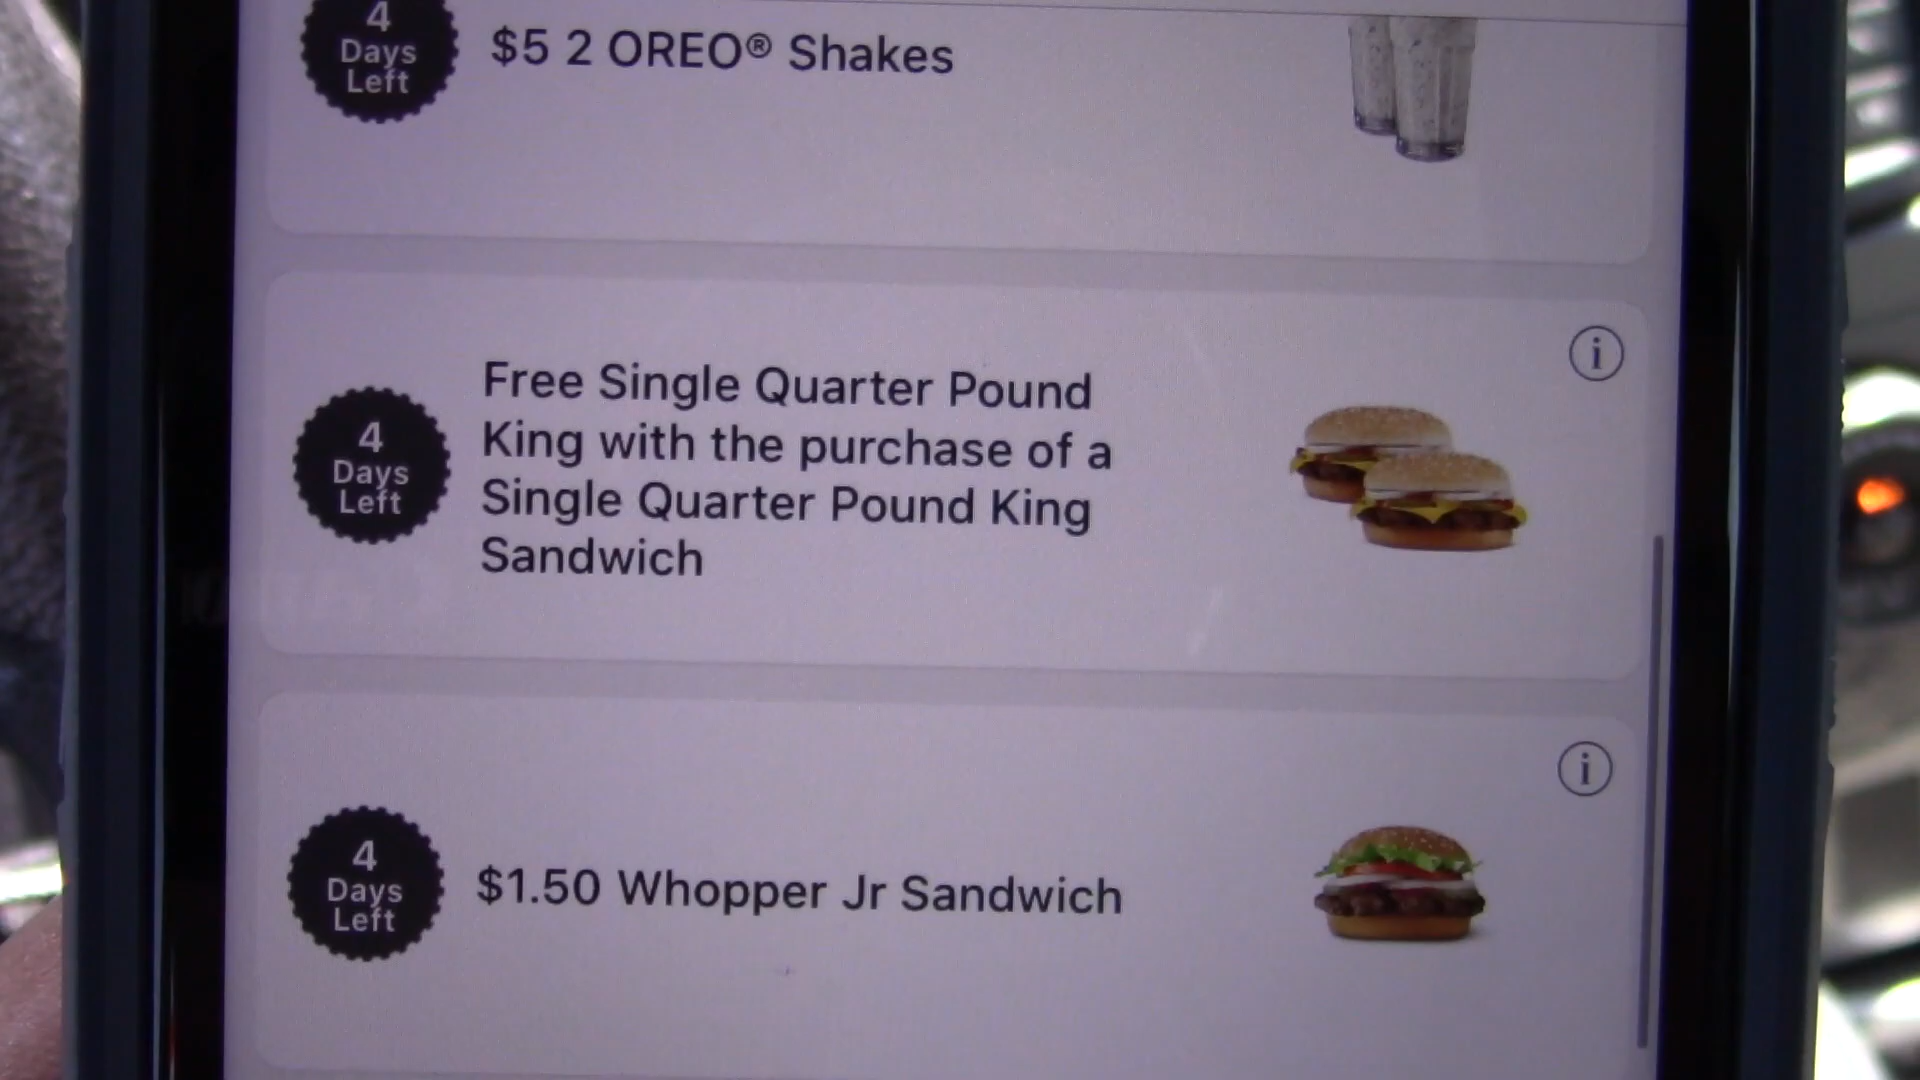 4
Days
Left
$5 2 OREO® Shakes
4
Days
Left
Free Single Quarter Pound
King with the purchase of a
Single Quarter Pound King
Sandwich
i
4
Days
Left
$1.50 Whopper Jr Sandwich
i